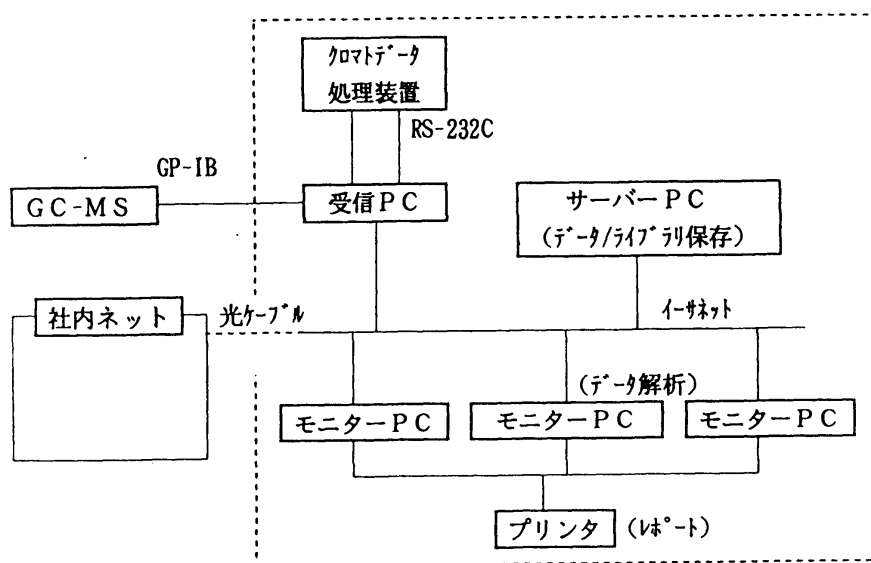 ｸﾛﾏﾄﾃﾞｰﾀ
処理装置
RS-232C
GP-IB
GC-MS
受信PC
サーバーPC
(ﾃﾞｰﾀ/ﾗｲﾌﾞﾗﾘ保存)
社内ネット
光ｹｰﾌﾞﾙ
ｲｰｻﾈｯﾄ
(ﾃﾞｰﾀ解析)
モニターPC
モニターPC
モニターPC
プリンタ
(ﾚﾎﾟｰﾄ)